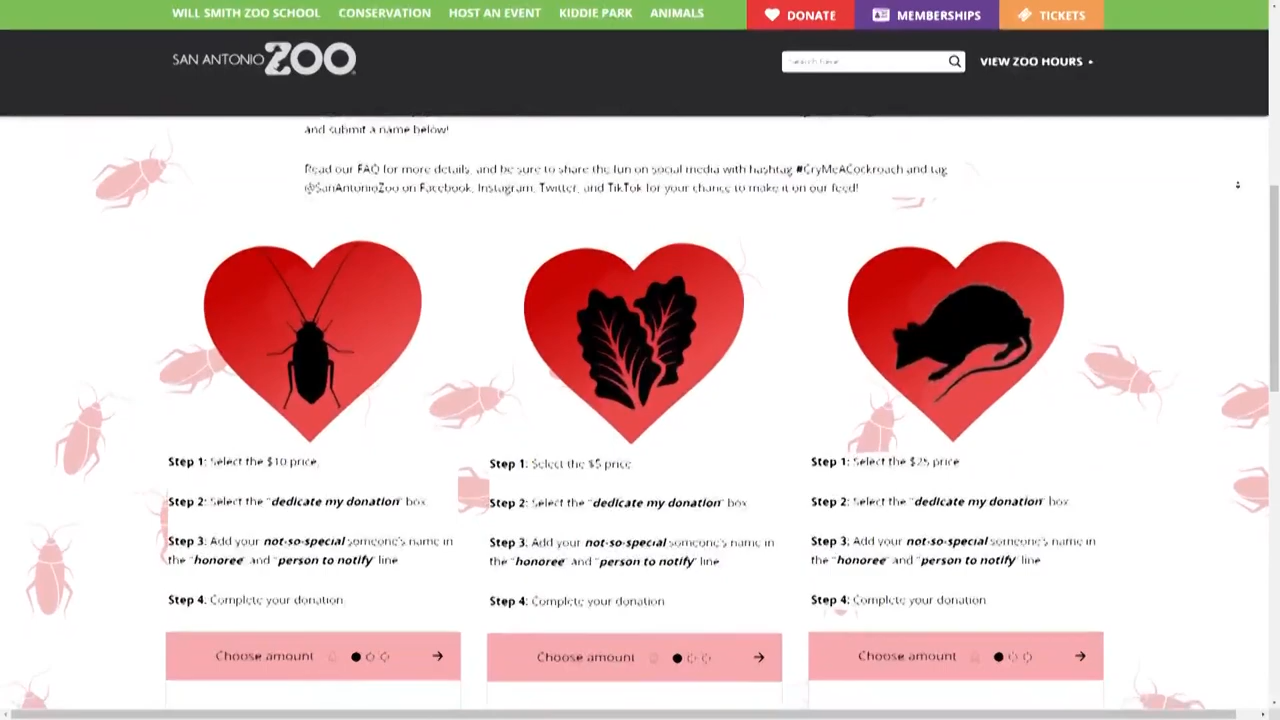 WILL SMITH ZOO SCHOOL CONSERVATION HOST AN EVENT KIDDIE PARK ANIMALS DONATE MEMBERSHIPS TICKETS
SAN ANTONIO ZOO
Search here
VIEW ZOO HOURS
and submit a name below!
Read our FAQ for more details, and be sure to share the fun on social media with hashtag #CryMeACockroach and tag
@SanAntonioZoo on Facebook, Instagram, Twitter, and TikTok for your chance to make it on our feed!
Step 1: Select the $10 price
Step 2: Select the "dedicate my donation" box
Step 3: Add your not-so-special someone's name in
the "honoree" and "person to notify" line
Step 4: Complete your donation
Choose amount
Step 1: Select the $5 price
Step 2: Select the "dedicate my donation" box
Step 3: Add your not-so-special someone's name in
the "honoree" and "person to notify" line
Step 4: Complete your donation
Choose amount
Step 1: Select the $25 price
Step 2: Select the "dedicate my donation" box
Step 3: Add your not-so-special someone's name in
the "honoree" and "person to notify" line
Step 4: Complete your donation
Choose amount